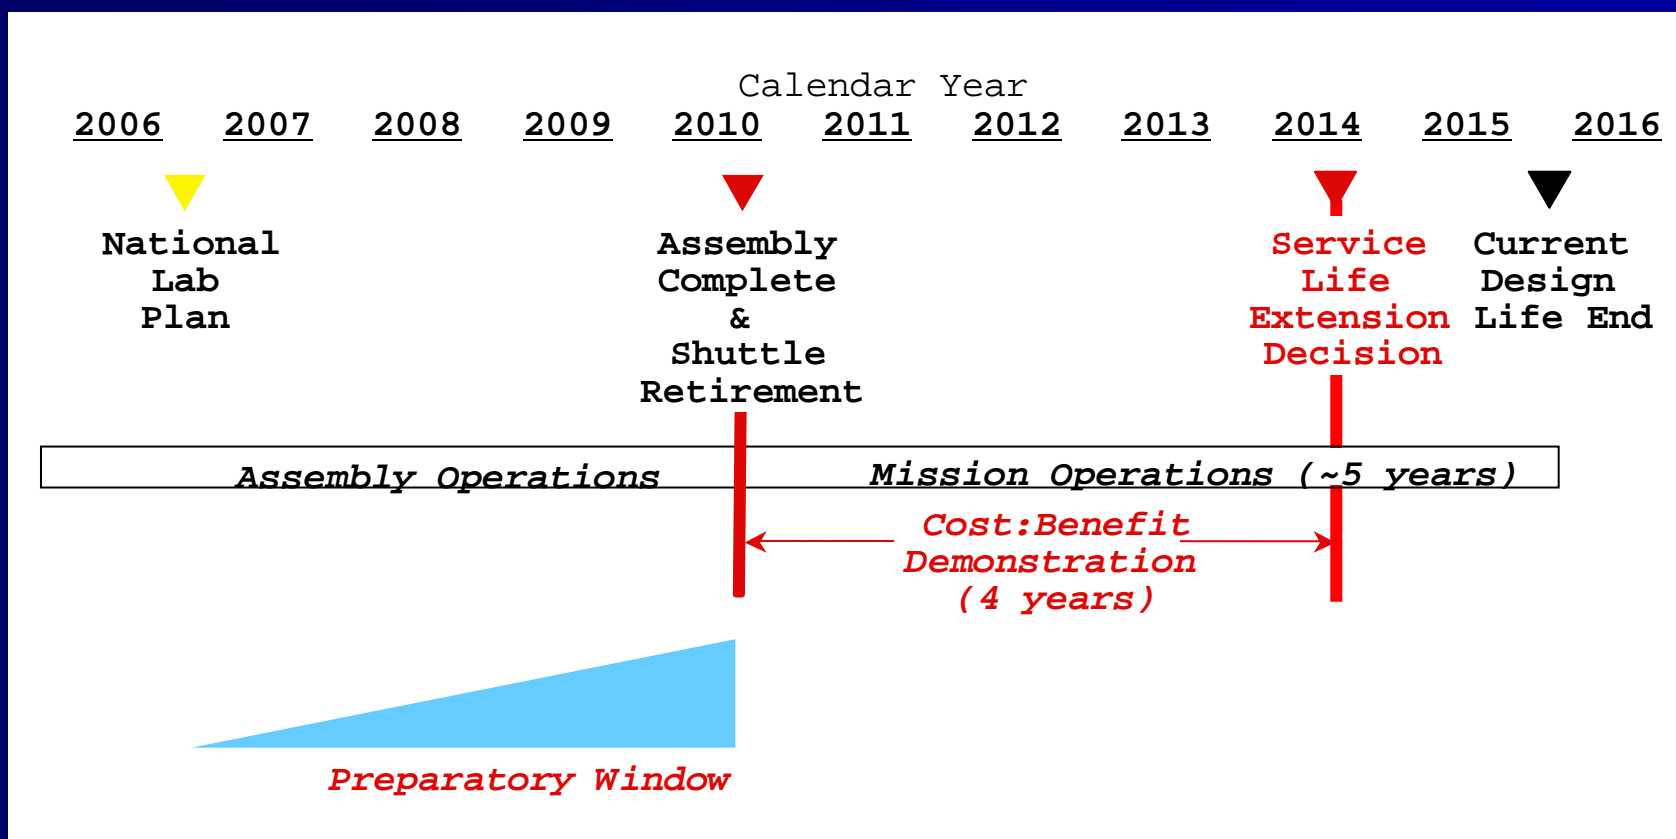 Calendar Year
2006 2007 2008 2009 2010 2011 2012 2013 2014 2015 2016
National
Lab
Plan
Assembly
Complete
&
Shuttle
Retirement
Service
Life
Extension
Decision
Current
Design
Life End
Assembly Operations
Mission Operations (~5 years)
Cost:Benefit
Demonstration
(4 years)
Preparatory Window